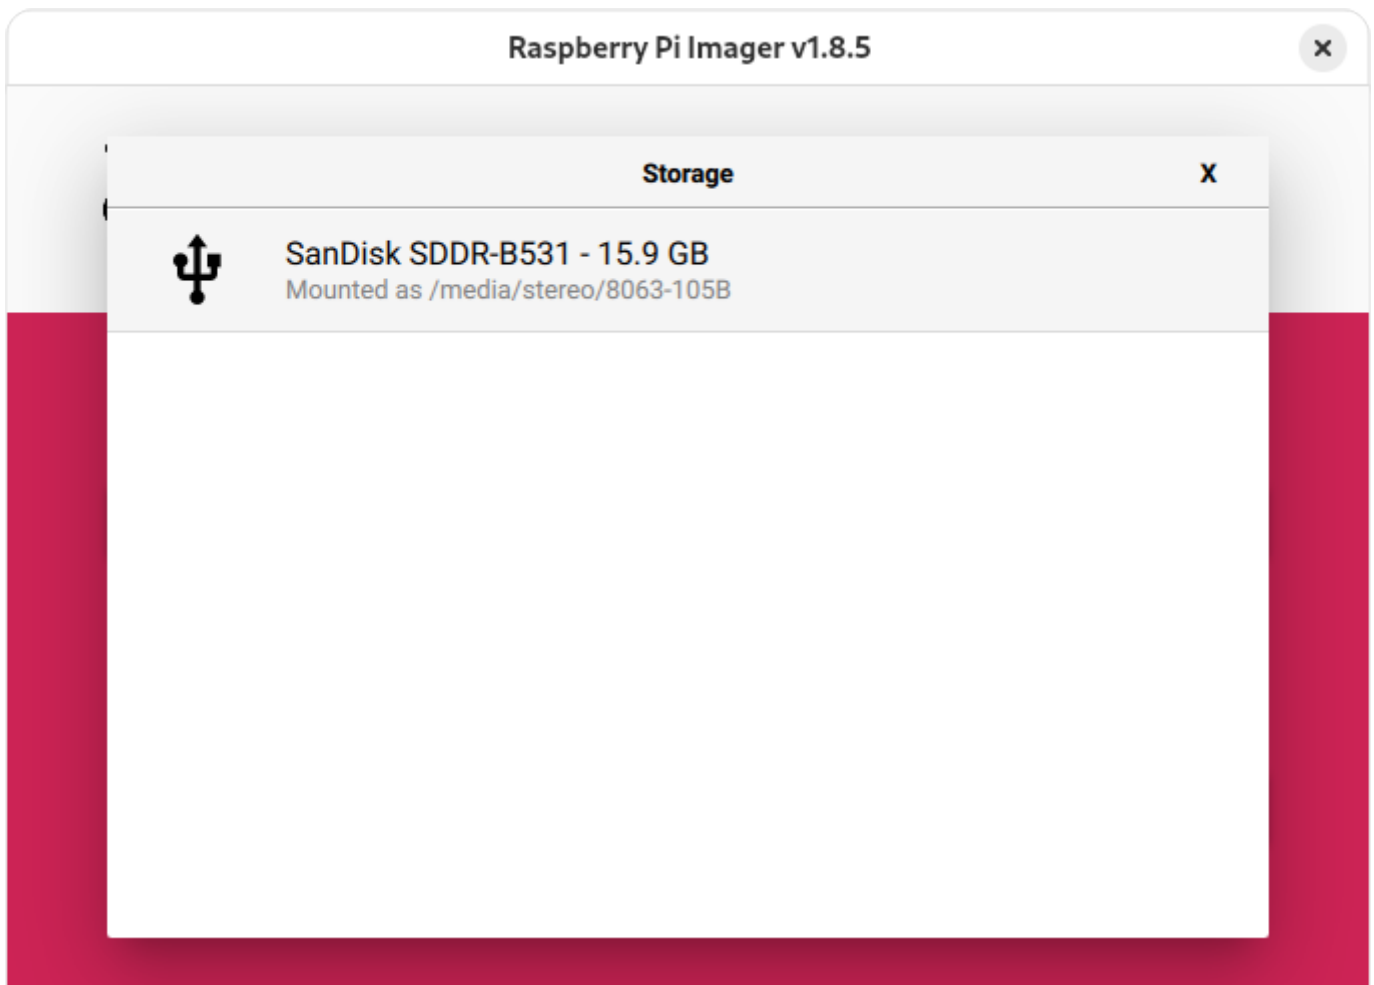 Raspberry Pi Imager v1.8.5
Storage
X
SanDisk SDDR-B531 - 15.9 GB
Mounted as /media/stereo/8063-105B